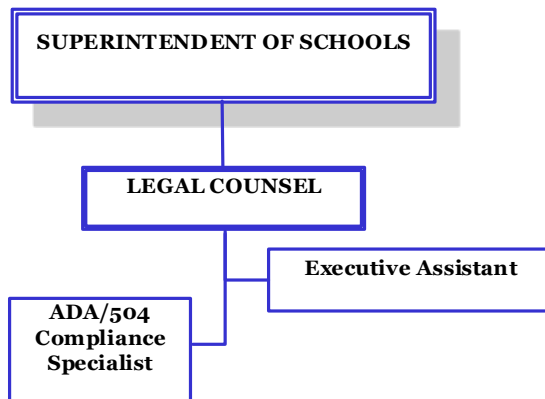 SUPERINTENDENT OF SCHOOLS
LEGAL COUNSEL
Executive Assistant
ADA/504
Compliance
Specialist